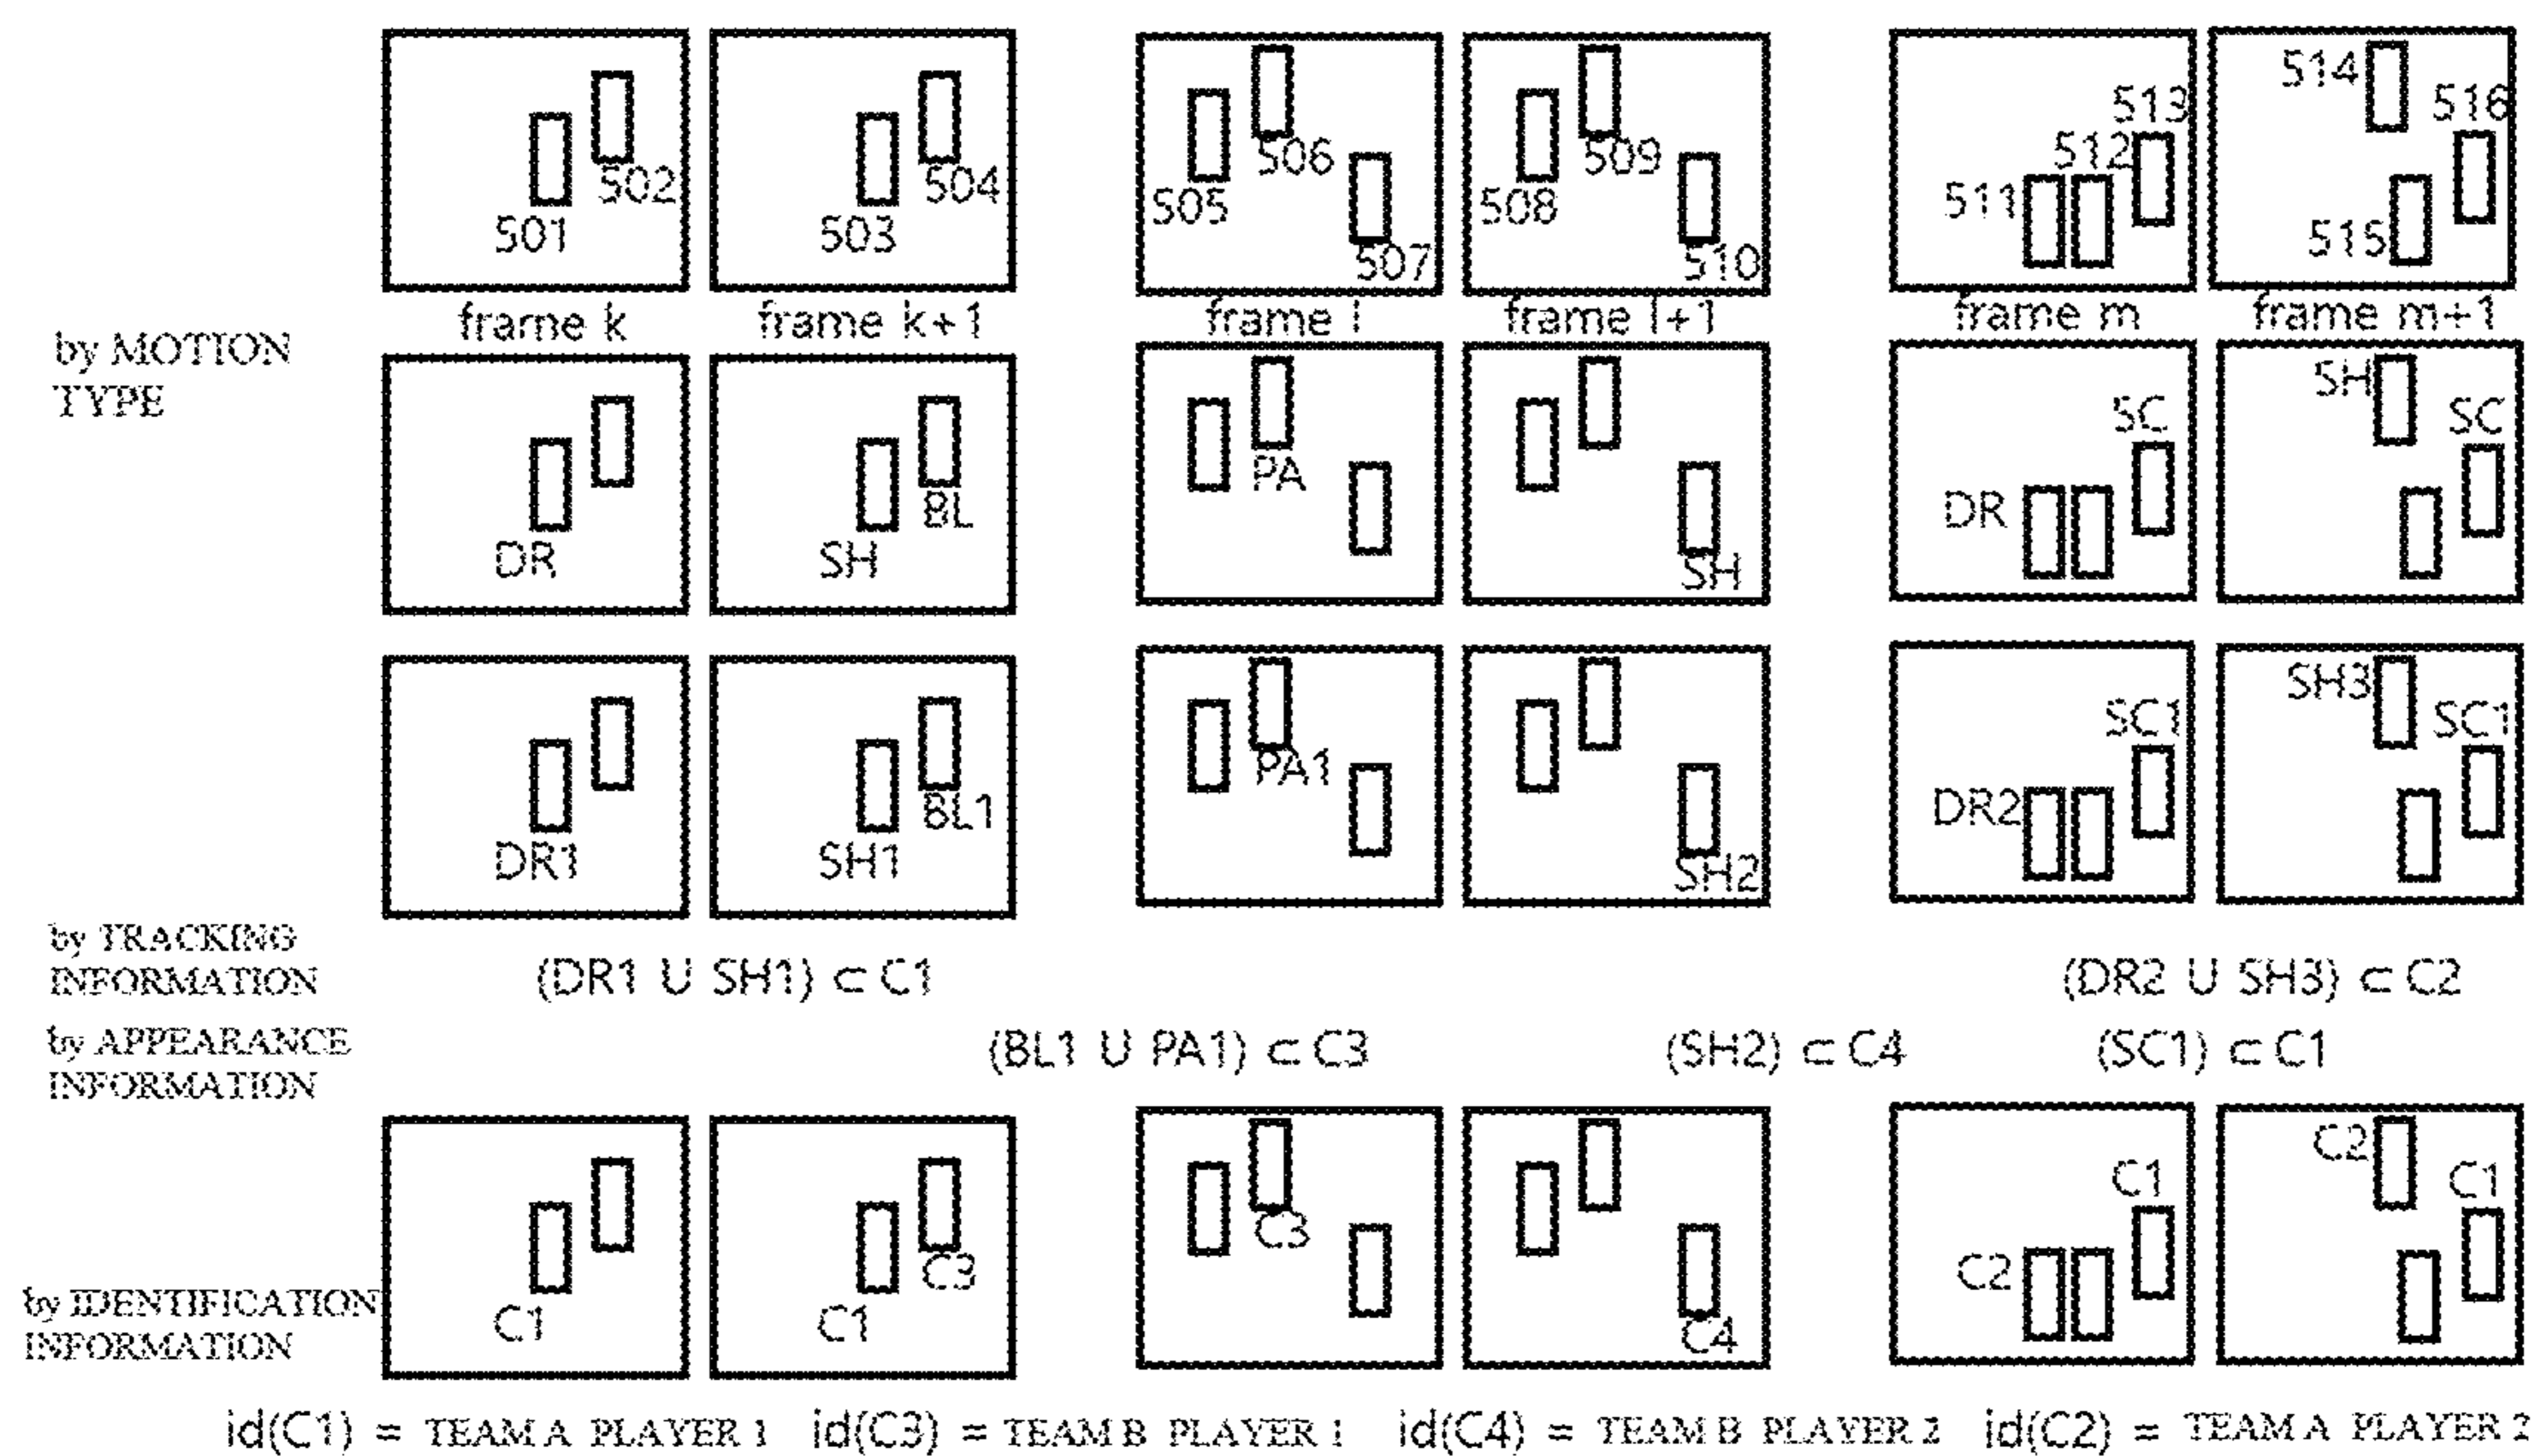 514
513 516
512
511
502 504 506 509
505 508
501 503 515
507 510
frame k frame k+1 frame l frame l+1 frame m frame m+1
by MOTION
TYPE
SH
SC SC
PA
BL DR
DR SH SH
SH3
SC1 SC1
PA1
BL1 DR2
DR1 SH1 SH2
by TRACKING
INFORMATION
(DR1 U SH1) ⊂ C1 (DR2 U SH3) ⊂ C2
by APPEARANCE
INFORMATION
(BL1 U PA1) ⊂ C3 (SH2) ⊂ C4 (SC1) ⊂ C1
C2
C1 C1
C3
C3 C2
by IDENTIFICATION
INFORMATION
C1 C1 C4
id(C1) = TEAM A PLAYER 1 id(C3) = TEAM B PLAYER 1 id(C4) = TEAM B PLAYER 2 id(C2) = TEAM A PLAYER 2